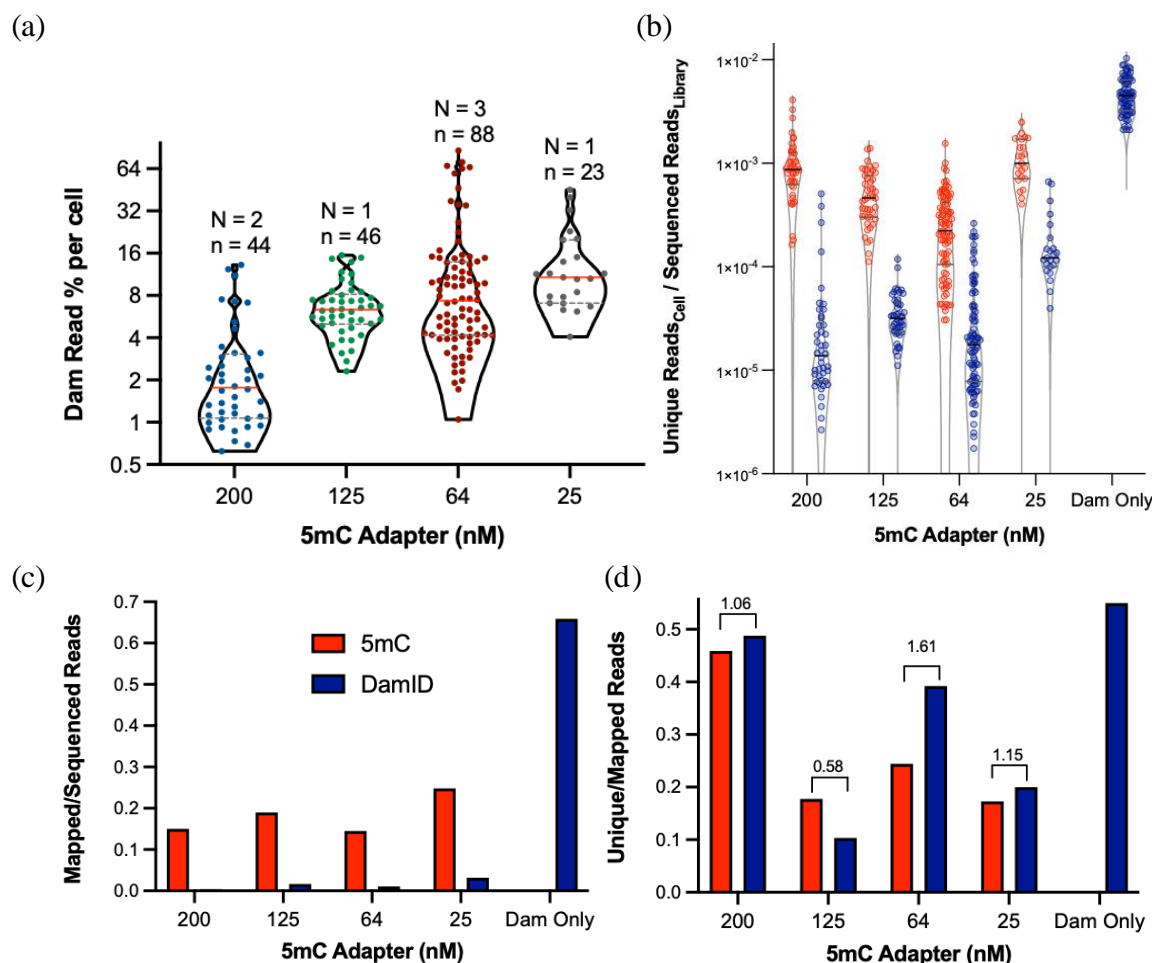 (a)
Dam Read % per cell
64
32
16
8
4
2
1
0.5
N = 2
n = 44
N = 1
n = 46
N = 3
n = 88
N = 1
n = 23
200
125
64
25
5mC Adapter (nM)
(b)
Unique Reads_Cell / Sequenced Reads_Library
1×10⁻²
1×10⁻³
1×10⁻⁴
1×10⁻⁵
1×10⁻⁶
200
125
64
25
Dam Only
5mC Adapter (nM)
(c)
Mapped/Sequenced Reads
0.7
0.6
0.5
0.4
0.3
0.2
0.1
0.0
5mC
DamID
200
125
64
25
Dam Only
5mC Adapter (nM)
(d)
Unique/Mapped Reads
0.5
0.4
0.3
0.2
0.1
0.0
1.06
0.58
1.61
1.15
200
125
64
25
Dam Only
5mC Adapter (nM)